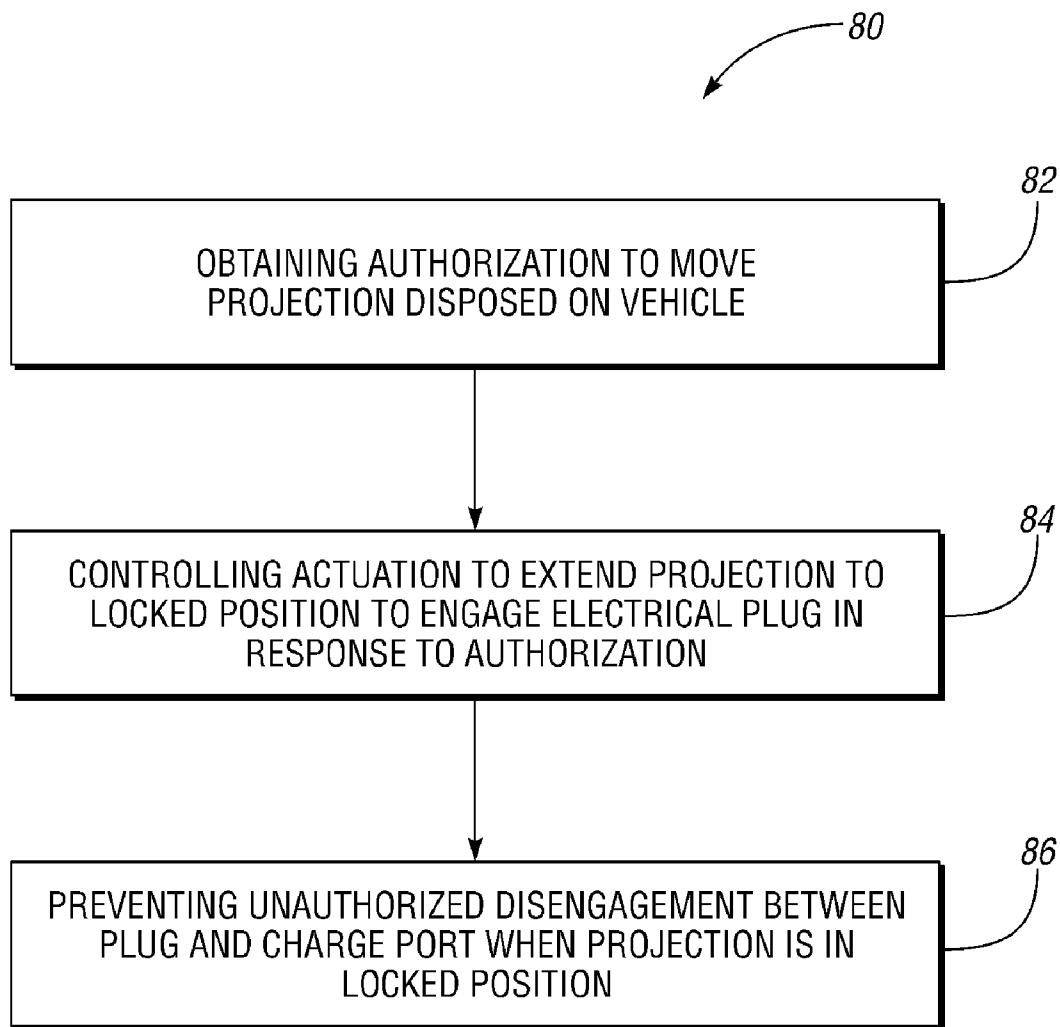 80
82
OBTAINING AUTHORIZATION TO MOVE
PROJECTION DISPOSED ON VEHICLE
84
CONTROLLING ACTUATION TO EXTEND PROJECTION TO
LOCKED POSITION TO ENGAGE ELECTRICAL PLUG IN
RESPONSE TO AUTHORIZATION
86
PREVENTING UNAUTHORIZED DISENGAGEMENT BETWEEN
PLUG AND CHARGE PORT WHEN PROJECTION IS IN
LOCKED POSITION